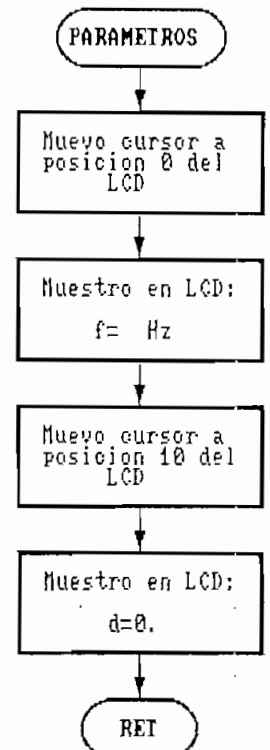 PARAMETROS
Muevo cursor a
posicion 0 del
LCD
Muestro en LCD:
f=  Hz
Muevo cursor a
posicion 10 del
LCD
Muestro en LCD:
d=0.
RET